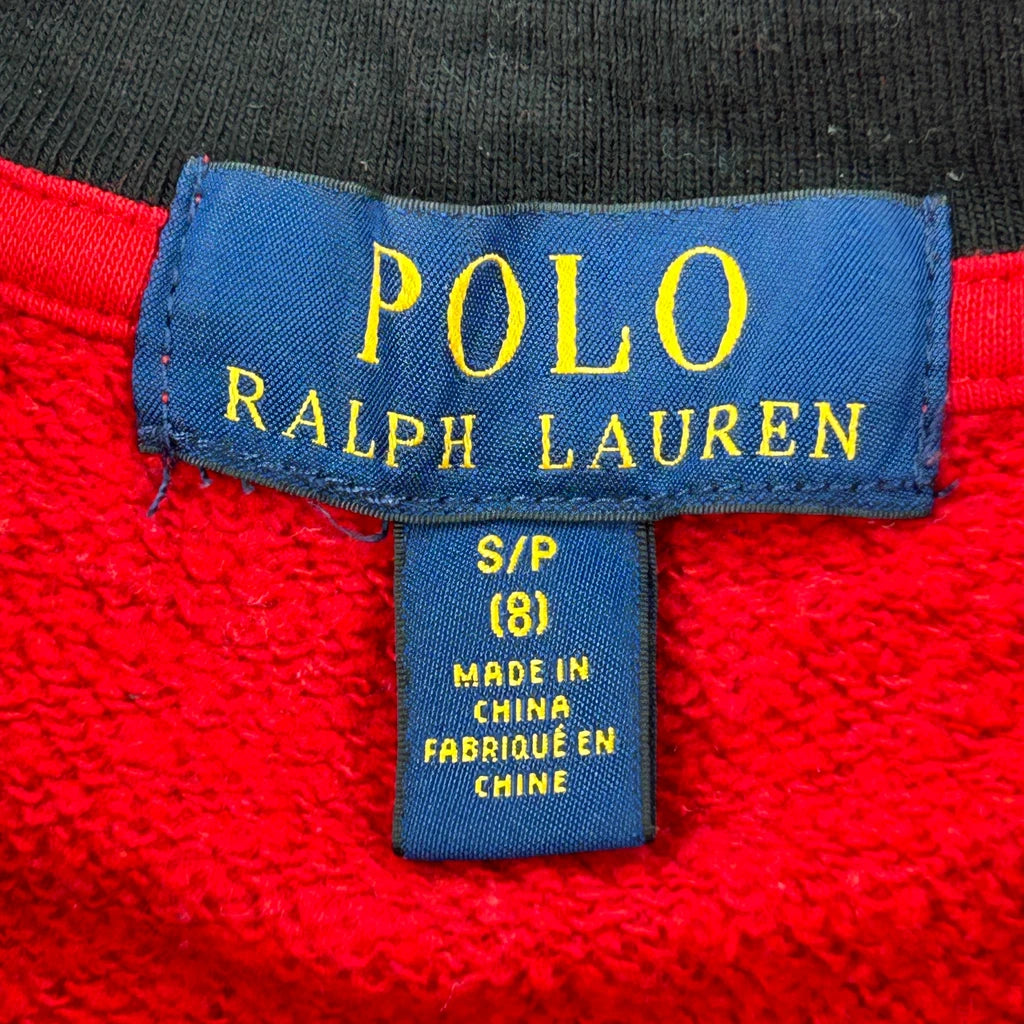 POLO
RALPH LAUREN
S/P
(8)
MADE IN
CHINA
FABRIQUÉ EN
CHINE